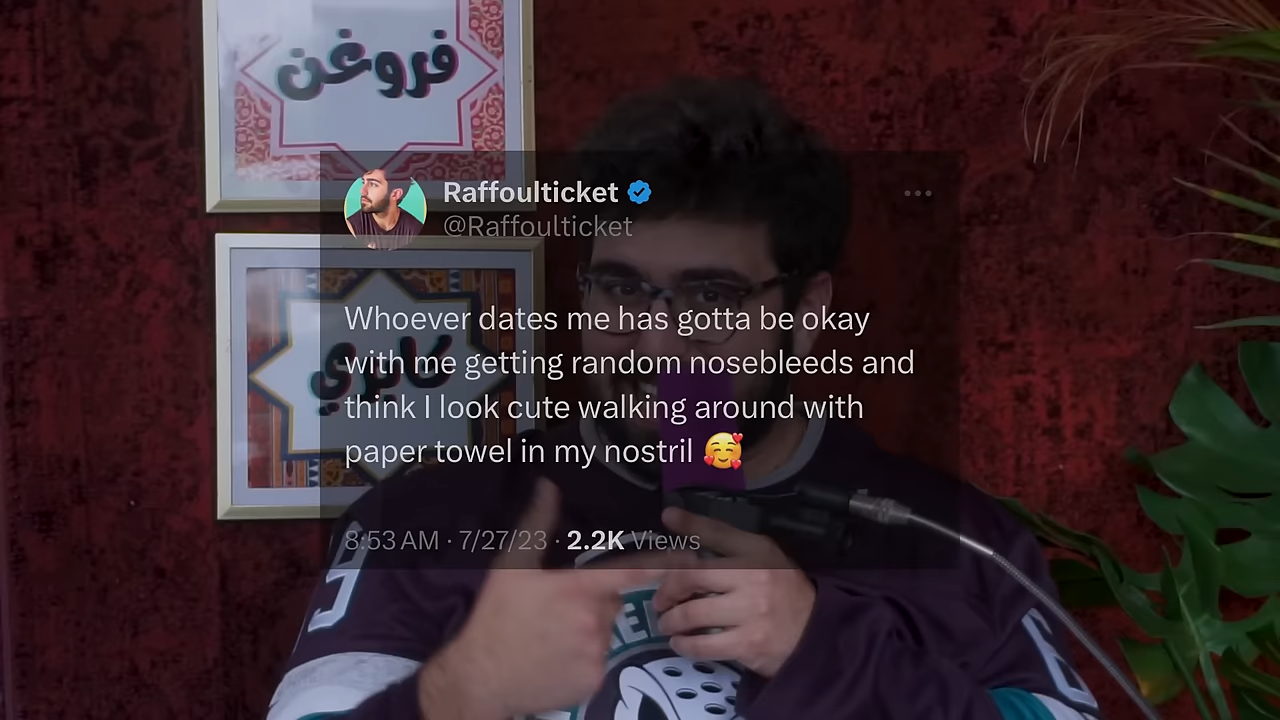 فروغن
كايري
Raffoulticket
@Raffoulticket
Whoever dates me has gotta be okay
with me getting random nosebleeds and
think I look cute walking around with
paper towel in my nostril 🥰
8:53 AM · 7/27/23 · 2.2K Views